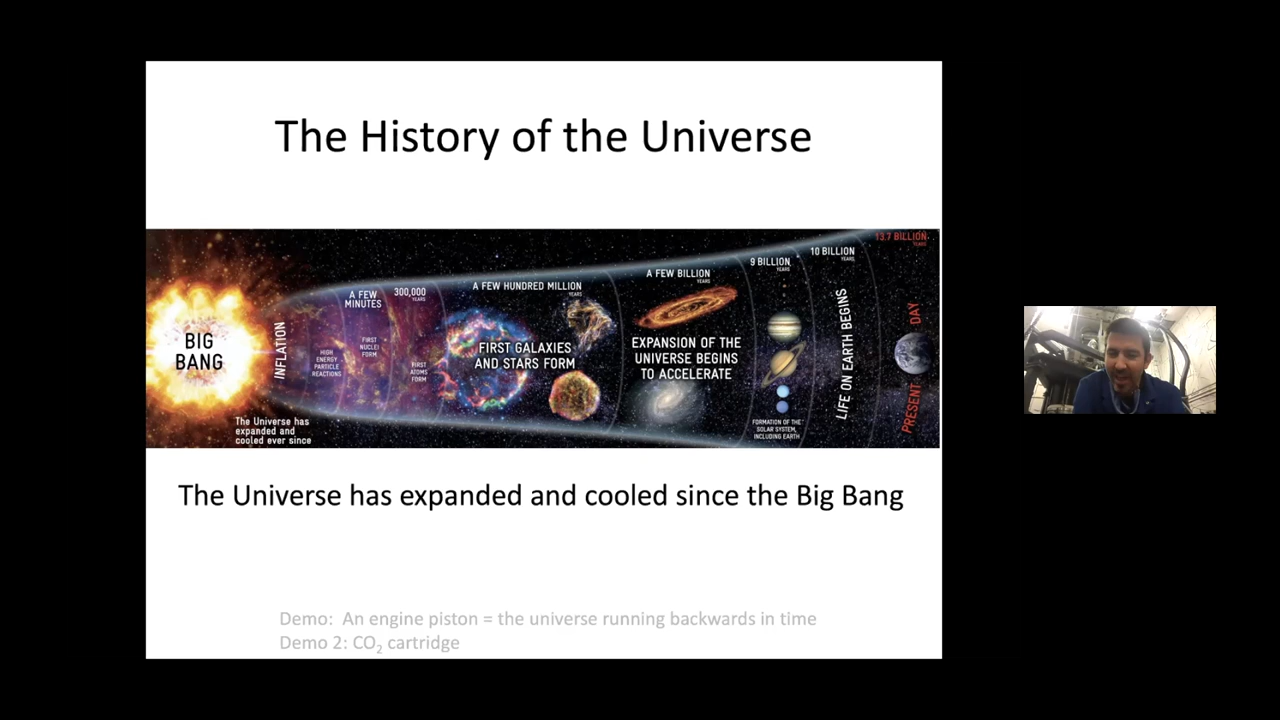 The History of the Universe
BIG
BANG
The Universe has
expanded and
cooled ever since
INFLATION
HIGH
ENERGY
PARTICLE
REACTIONS
A FEW
MINUTES
FIRST
NUCLEI
FORM
300,000
YEARS
FIRST
ATOMS
FORM
A FEW HUNDRED MILLION
YEARS
FIRST GALAXIES
AND STARS FORM
A FEW BILLION
YEARS
EXPANSION OF THE
UNIVERSE BEGINS
TO ACCELERATE
9 BILLION
YEARS
FORMATION OF THE
SOLAR SYSTEM,
INCLUDING EARTH
10 BILLION
YEARS
LIFE ON EARTH BEGINS
13.7 BILLION
YEARS
PRESENT DAY
The Universe has expanded and cooled since the Big Bang
Demo: An engine piston = the universe running backwards in time
Demo 2: CO₂ cartridge